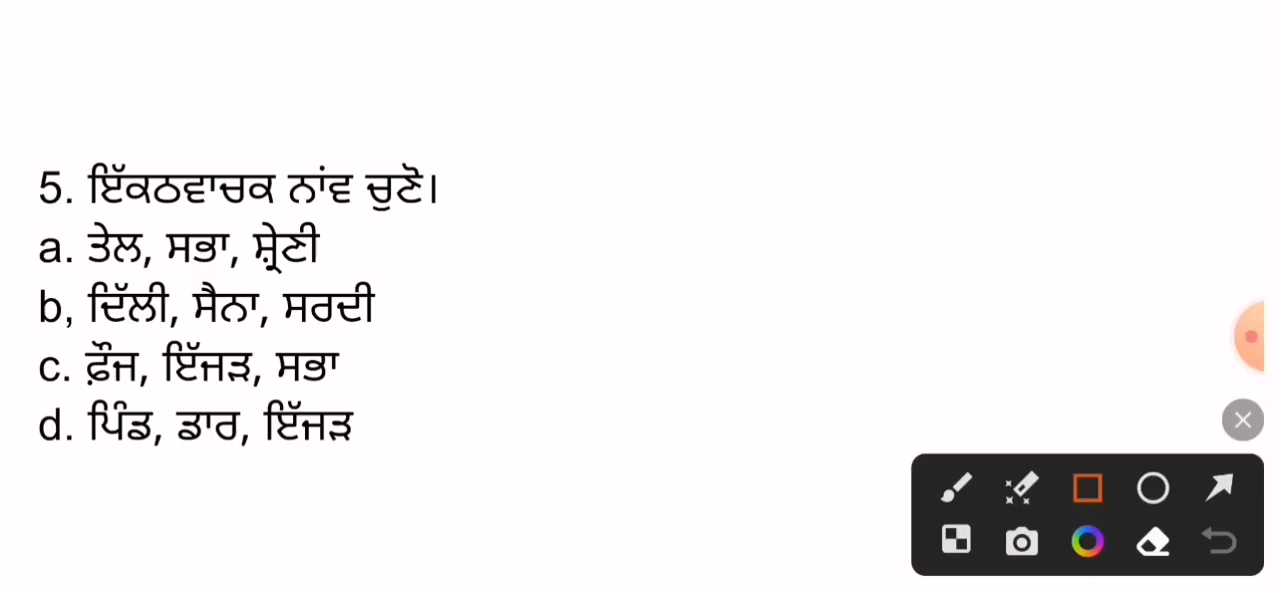 5. ਇੱਕਠਵਾਚਕ ਨਾਂਵ ਚੁਣੋ।
a. ਤੇਲ, ਸਭਾ, ਸ਼੍ਰੇਣੀ
b, ਦਿੱਲੀ, ਸੈਨਾ, ਸਰਦੀ
c. ਫ਼ੌਜ, ਇੱਜੜ, ਸਭਾ
d. ਪਿੰਡ, ਡਾਰ, ਇੱਜੜ